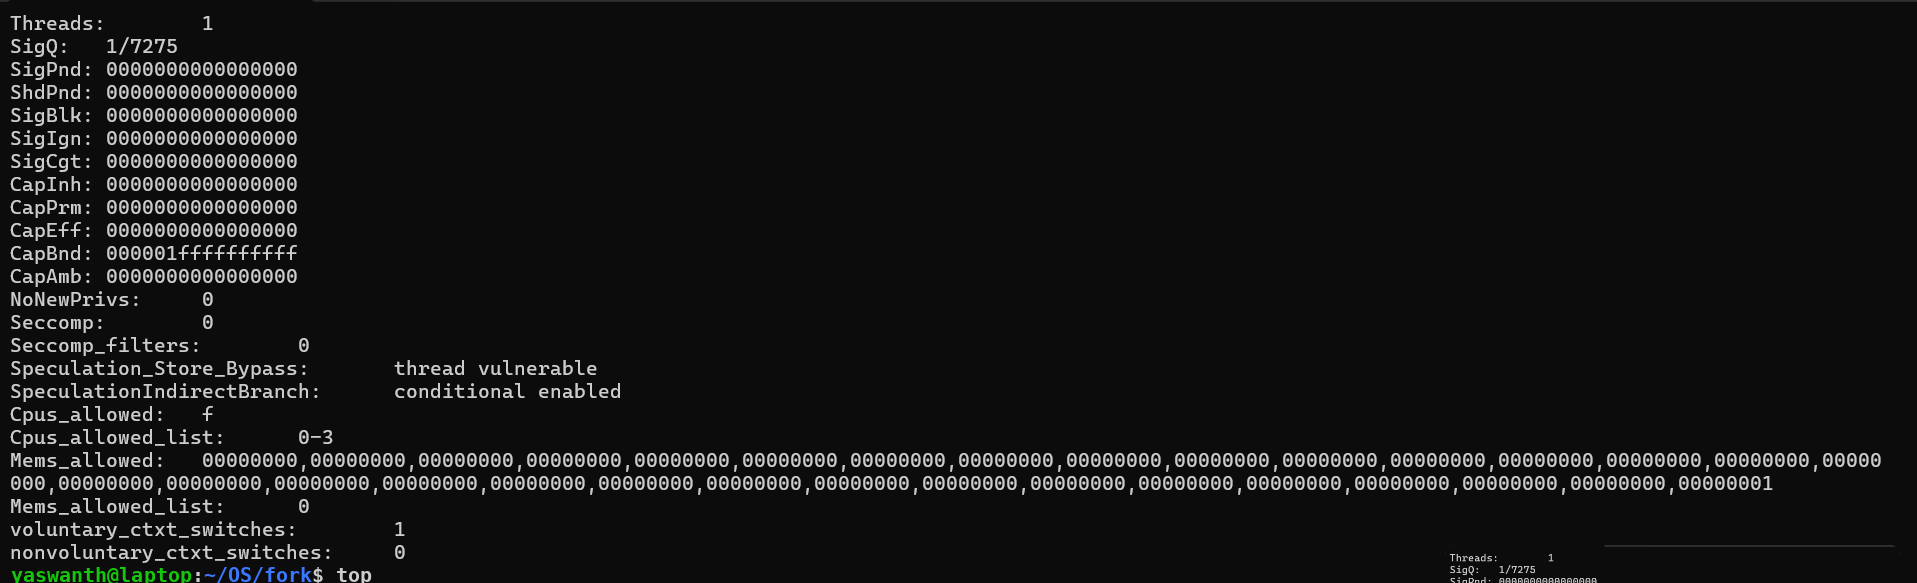 Threads:        1
SigQ:   1/7275
SigPnd: 0000000000000000
ShdPnd: 0000000000000000
SigBlk: 0000000000000000
SigIgn: 0000000000000000
SigCgt: 0000000000000000
CapInh: 0000000000000000
CapPrm: 0000000000000000
CapEff: 0000000000000000
CapBnd: 000001ffffffffff
CapAmb: 0000000000000000
NoNewPrivs:     0
Seccomp:        0
Seccomp_filters:        0
Speculation_Store_Bypass:       thread vulnerable
SpeculationIndirectBranch:      conditional enabled
Cpus_allowed:   f
Cpus_allowed_list:      0-3
Mems_allowed:   00000000,00000000,00000000,00000000,00000000,00000000,00000000,00000000,00000000,00000000,00000000,00000000,00000000,00000000,00000000,00000
000,00000000,00000000,00000000,00000000,00000000,00000000,00000000,00000000,00000000,00000000,00000000,00000000,00000000,00000000,00000000,00000001
Mems_allowed_list:      0
voluntary_ctxt_switches:        1
nonvoluntary_ctxt_switches:     0
yaswanth@laptop:~/OS/fork$ top
Threads:        1
SigQ:   1/7275
SigPnd: 0000000000000000